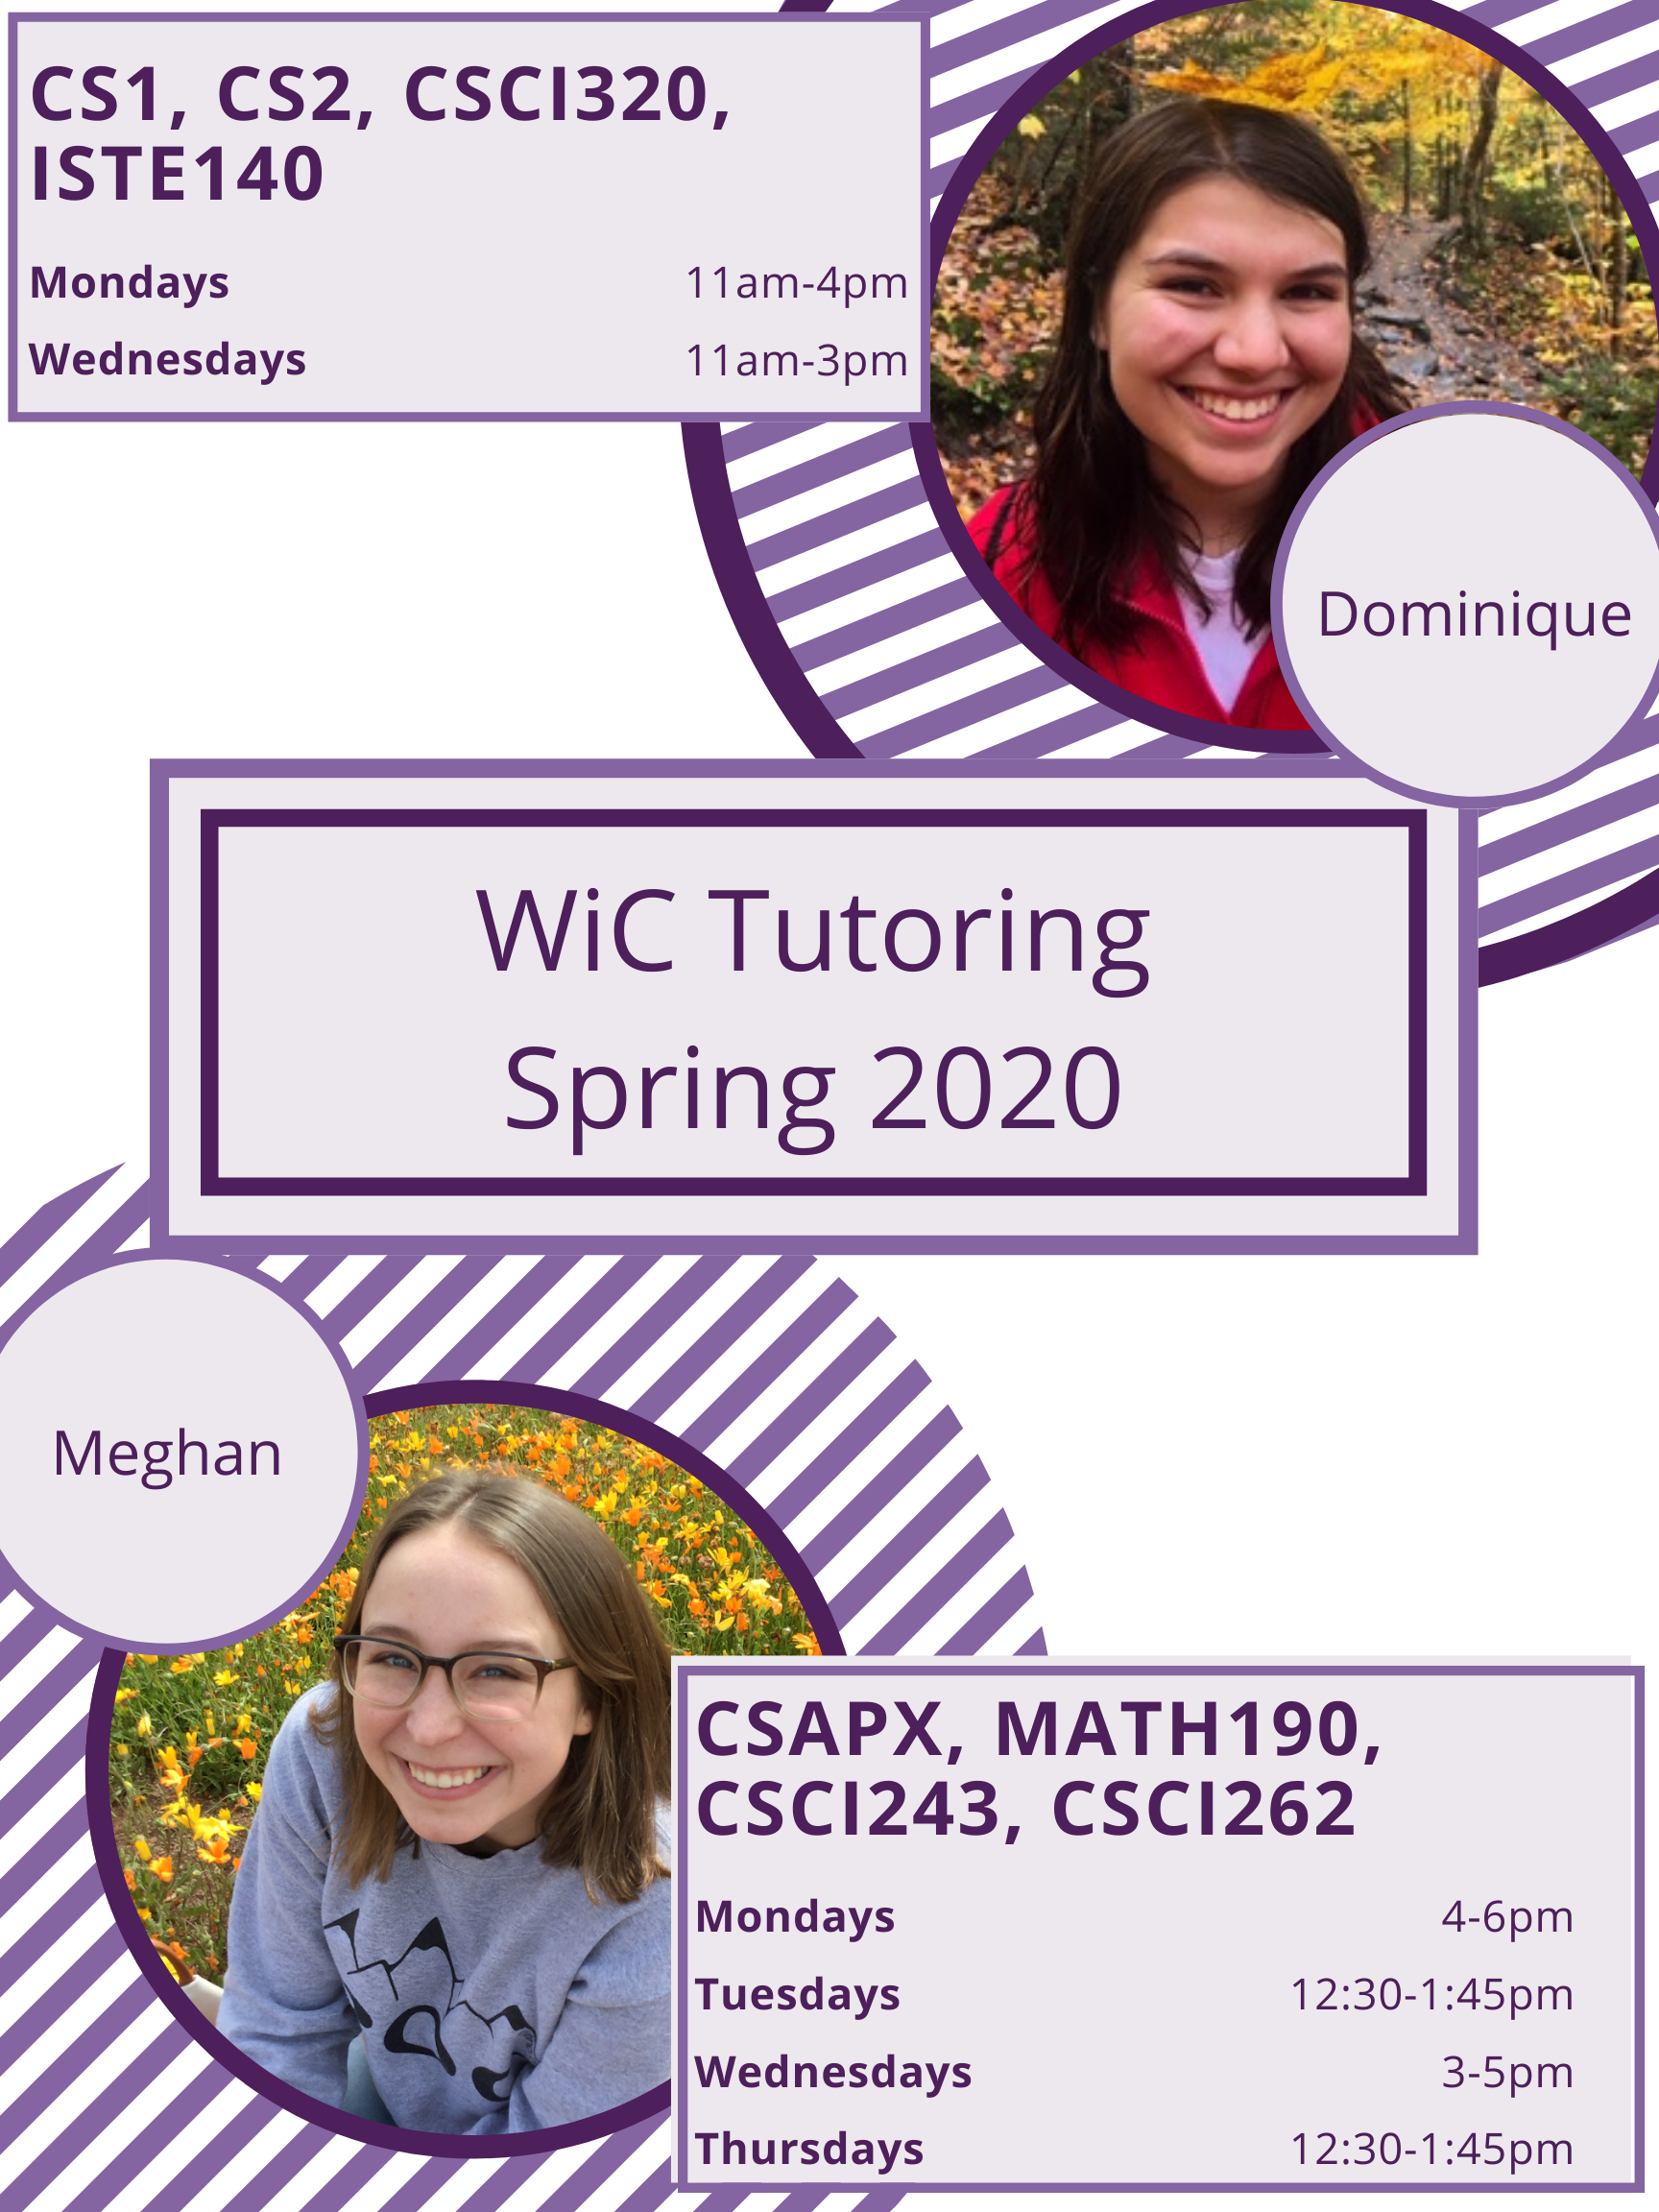 CS1, CS2, CSCI320,
ISTE140
Mondays 11am-4pm
Wednesdays 11am-3pm
Dominique
WiC Tutoring
Spring 2020
Meghan
CSAPX, MATH190,
CSCI243, CSCI262
Mondays 4-6pm
Tuesdays 12:30-1:45pm
Wednesdays 3-5pm
Thursdays 12:30-1:45pm